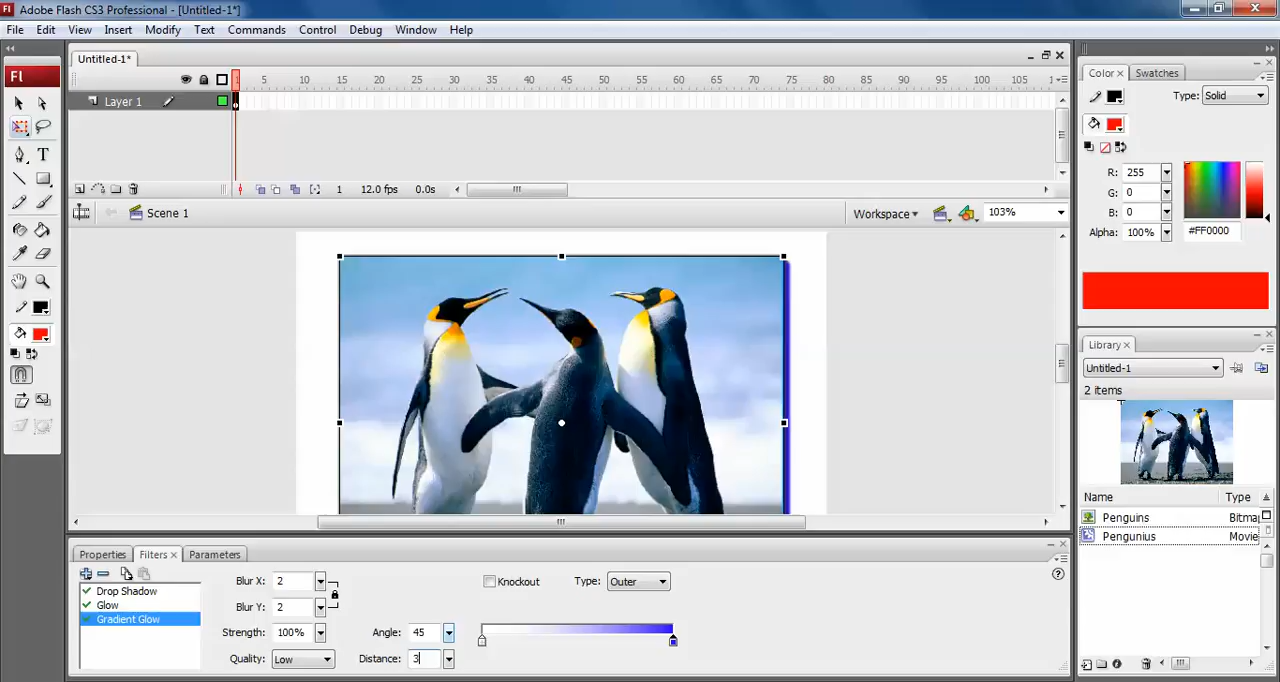 Fl Adobe Flash CS3 Professional - [Untitled-1*]
File Edit View Insert Modify Text Commands Control Debug Window Help
Untitled-1*
1 5 10 15 20 25 30 35 40 45 50 55 60 65 70 75 80 85 90 95 100 105
Layer 1
1 12.0 fps 0.0s
Scene 1 Workspace 103%
Fl
T
Properties Filters Parameters
Drop Shadow
Glow
Gradient Glow
Blur X: 2
Blur Y: 2
Strength: 100%
Quality: Low
Angle: 45
Distance: 3
Knockout Type: Outer
Color Swatches
Type: Solid
R: 255
G: 0
B: 0
Alpha: 100% #FF0000
Library
Untitled-1
2 items
Name Type
Penguins Bitmap
Pengunius Movie